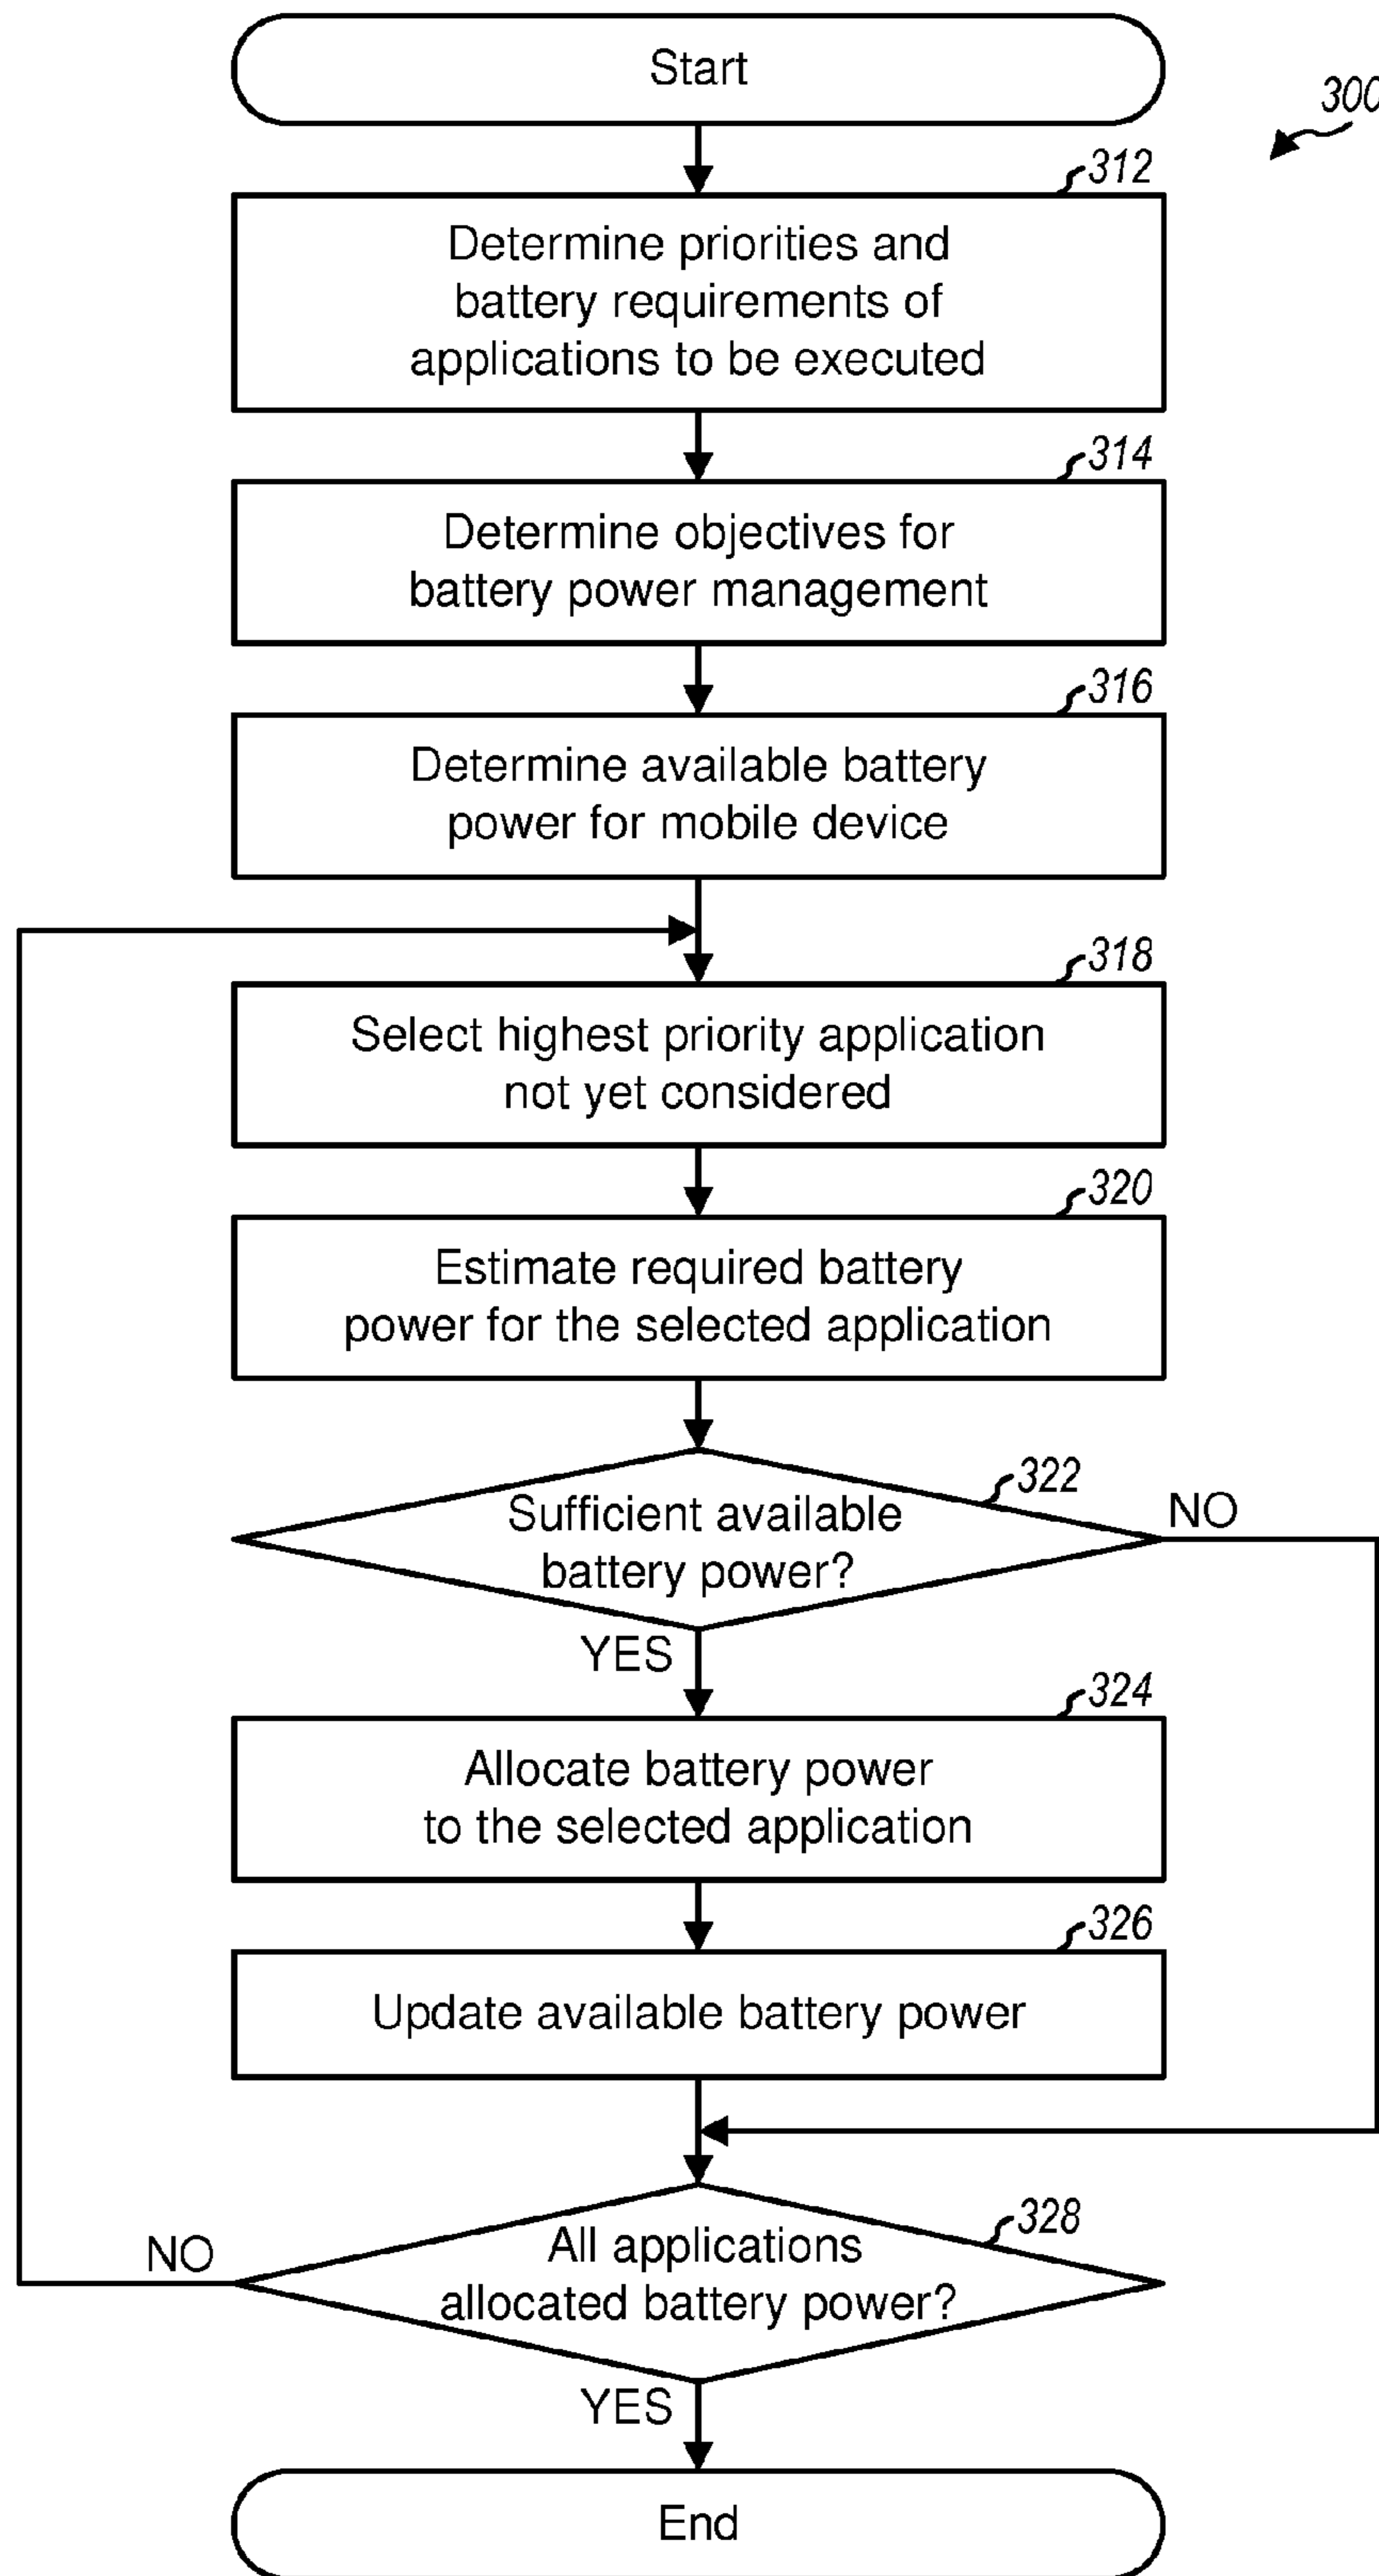 Start
300
312
Determine priorities and
battery requirements of
applications to be executed
314
Determine objectives for
battery power management
316
Determine available battery
power for mobile device
318
Select highest priority application
not yet considered
320
Estimate required battery
power for the selected application
322
Sufficient available
battery power?
NO
YES
324
Allocate battery power
to the selected application
326
Update available battery power
328
All applications
allocated battery power?
NO
YES
End